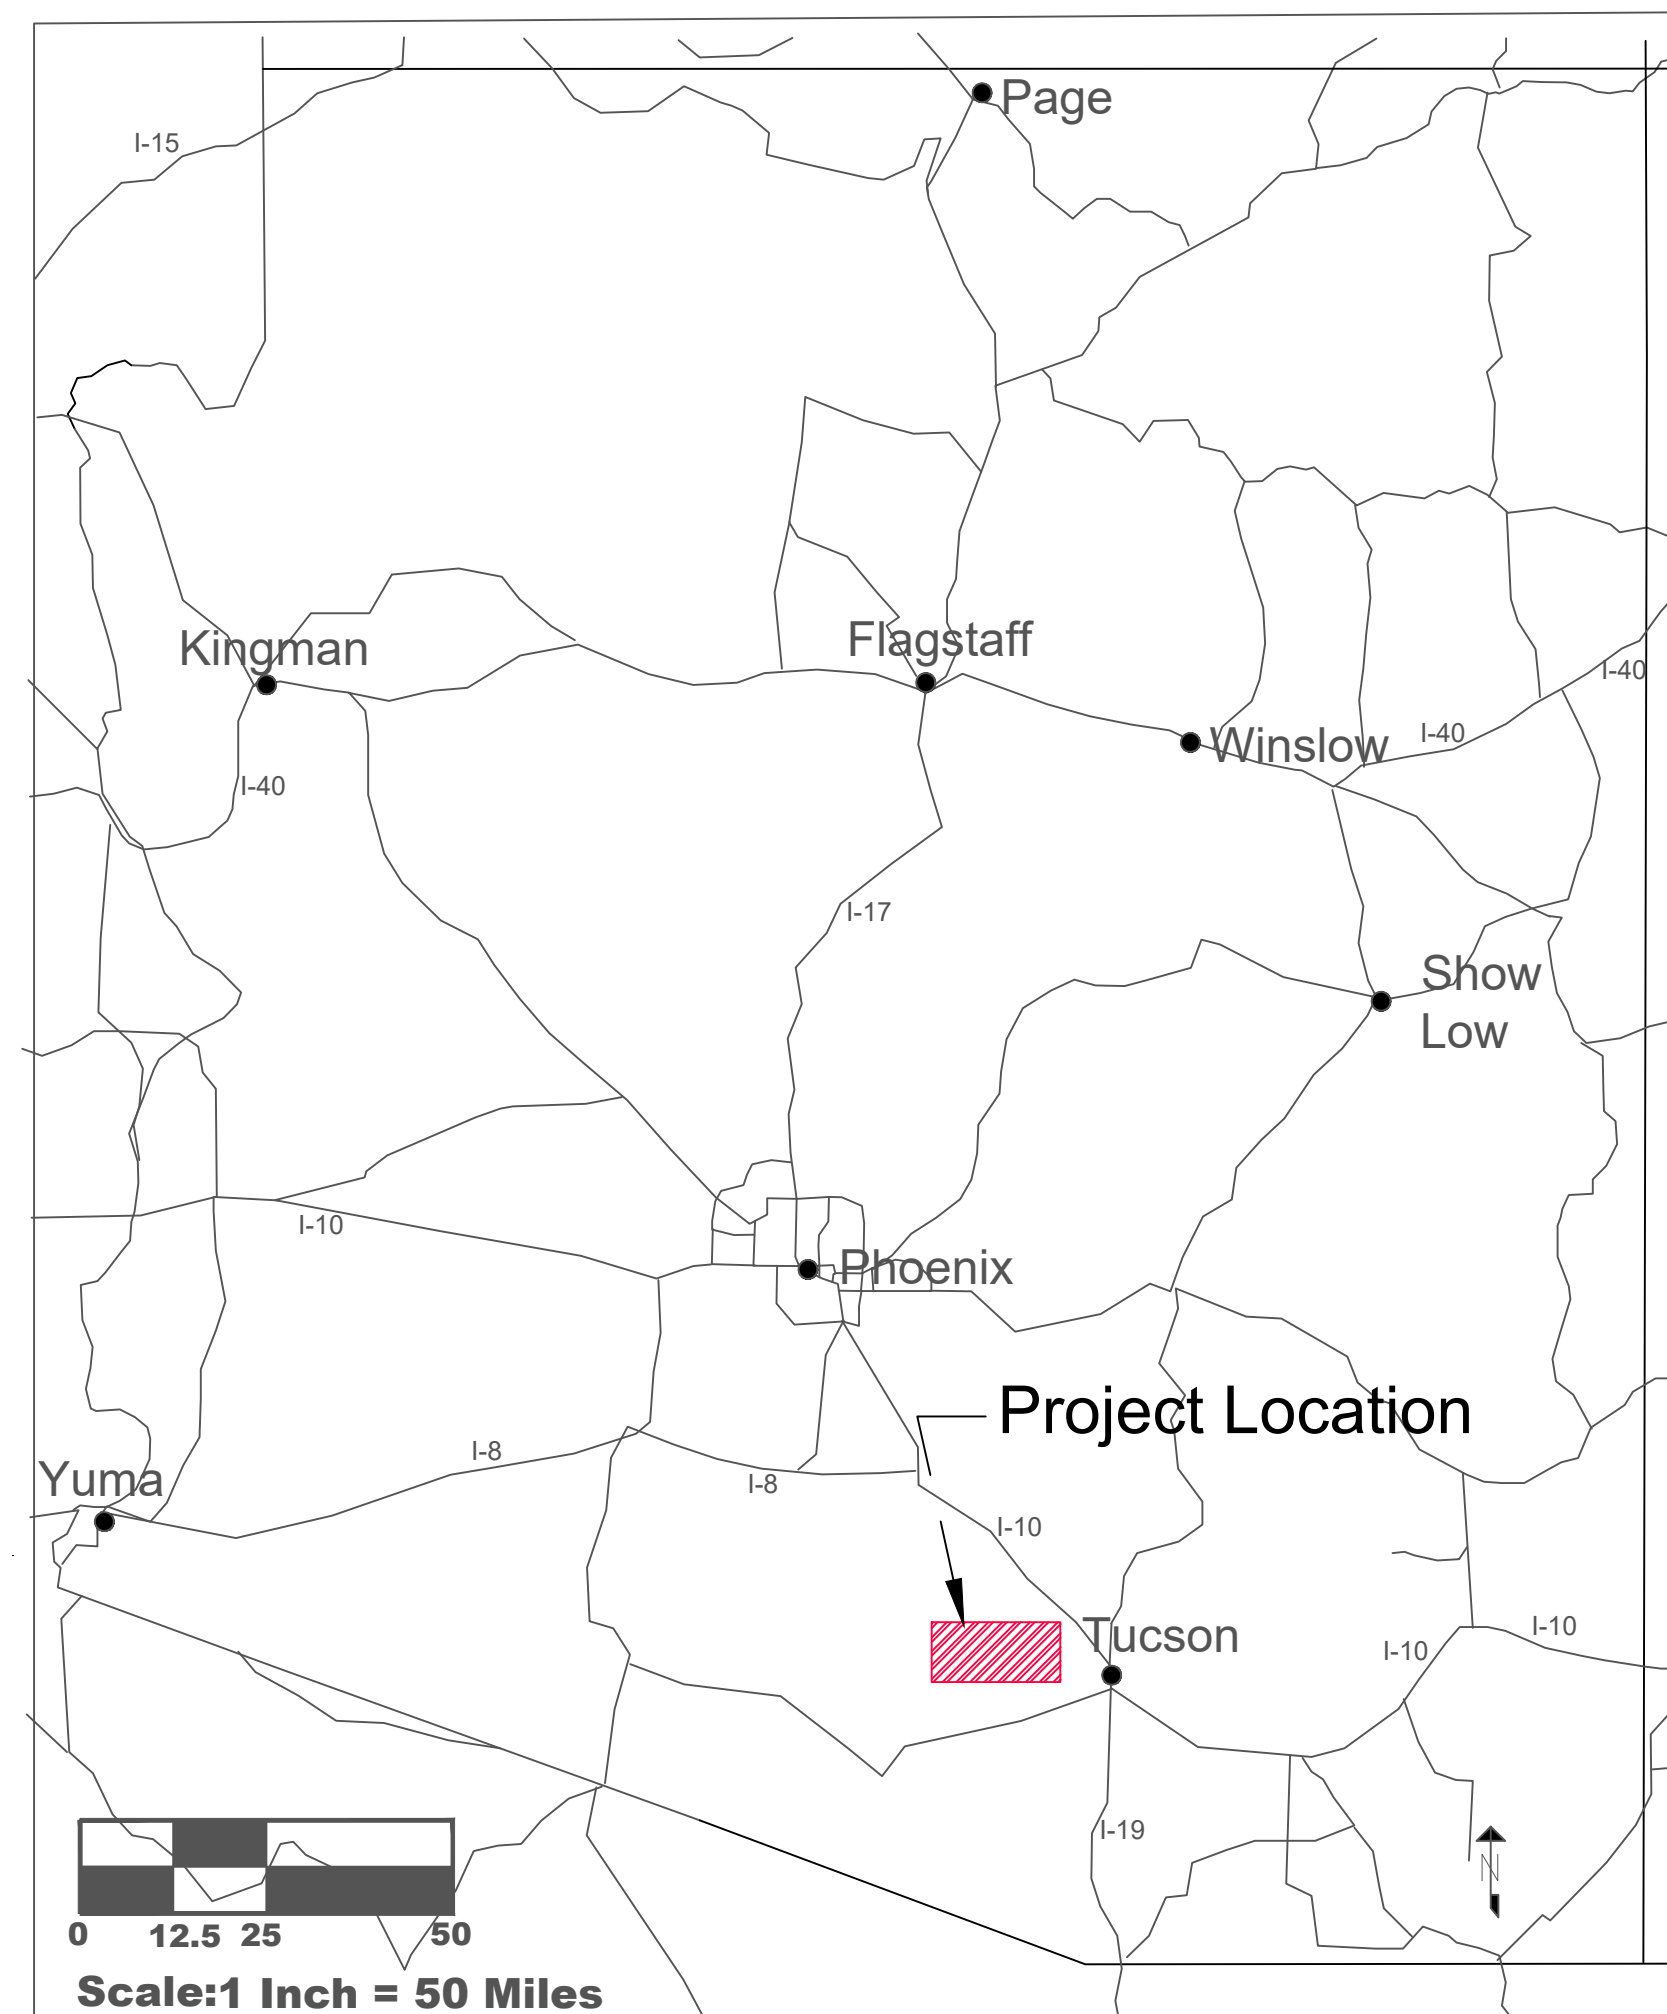 Page
I-15
Kingman
Flagstaff
I-40
Winslow
I-40
I-40
I-17
Show
Low
I-10
Phoenix
Project Location
I-8
Yuma
I-8
I-10
Tucson
I-10
I-10
I-19
N
0 12.5 25 50
Scale:1 Inch = 50 Miles